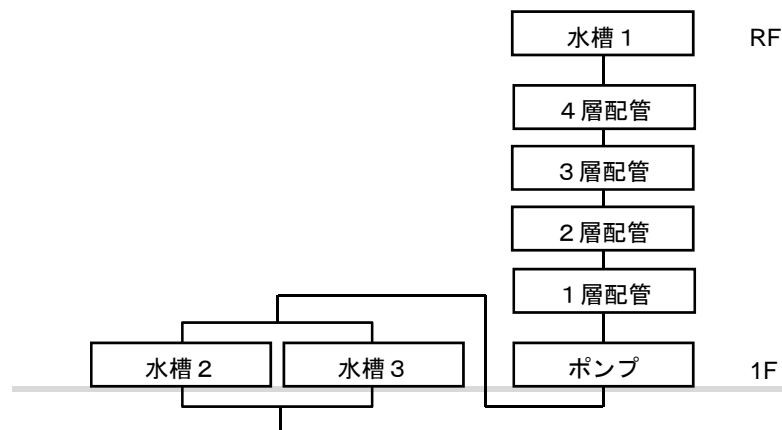 水槽１
RF
４層配管
３層配管
２層配管
１層配管
水槽２
水槽３
ポンプ
1F